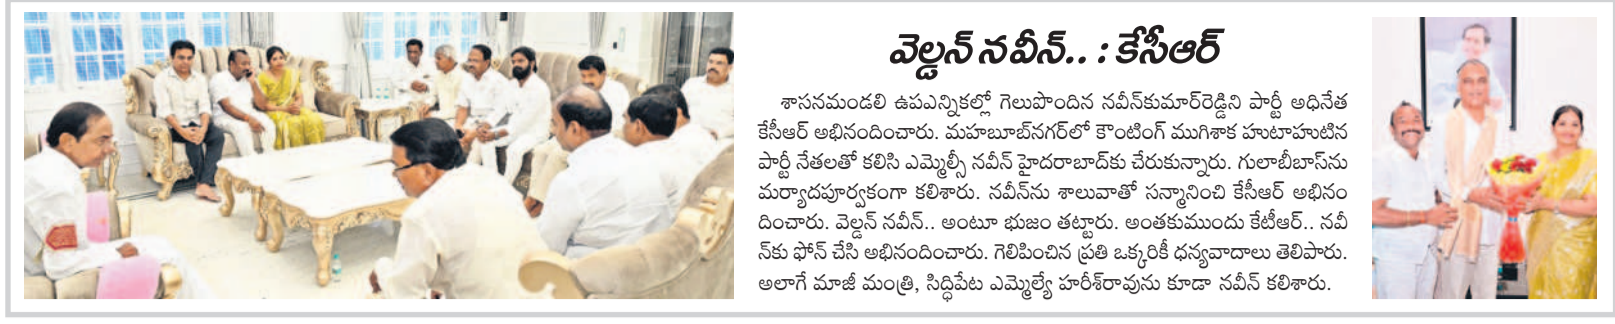 వెల్డన్ నవీన్.. : కేసీఆర్
శాసనమండలి ఉపఎన్నికల్లో గెలుపొందిన నవీన్‌కుమార్‌రెడ్డిని పార్టీ అధినేత
కేసీఆర్ అభినందించారు. మహబూబ్‌నగర్‌లో కౌంటింగ్ ముగిశాక హుటాహుటిన
పార్టీ నేతలతో కలిసి ఎమ్మెల్సీ నవీన్ హైదరాబాద్‌కు చేరుకున్నారు. గులాబీబాస్‌ను
మర్యాదపూర్వకంగా కలిశారు. నవీన్‌ను శాలువాతో సన్మానించి కేసీఆర్ అభినం
దించారు. వెల్డన్ నవీన్.. అంటూ భుజం తట్టారు. అంతకుముందు కేటీఆర్.. నవీ
న్‌కు ఫోన్ చేసి అభినందించారు. గెలిపించిన ప్రతి ఒక్కరికీ ధన్యవాదాలు తెలిపారు.
అలాగే మాజీ మంత్రి, సిద్ధిపేట ఎమ్మెల్యే హరీశ్‌రావును కూడా నవీన్ కలిశారు.